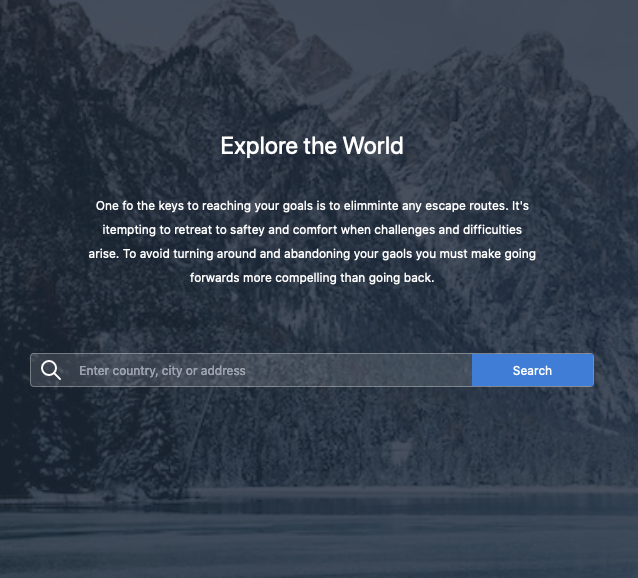 Explore the World
One fo the keys to reaching your goals is to elimminte any escape routes. It's
itempting to retreat to saftey and comfort when challenges and difficulties
arise. To avoid turning around and abandoning your gaols you must make going
forwards more compelling than going back.
Enter country, city or address
Search